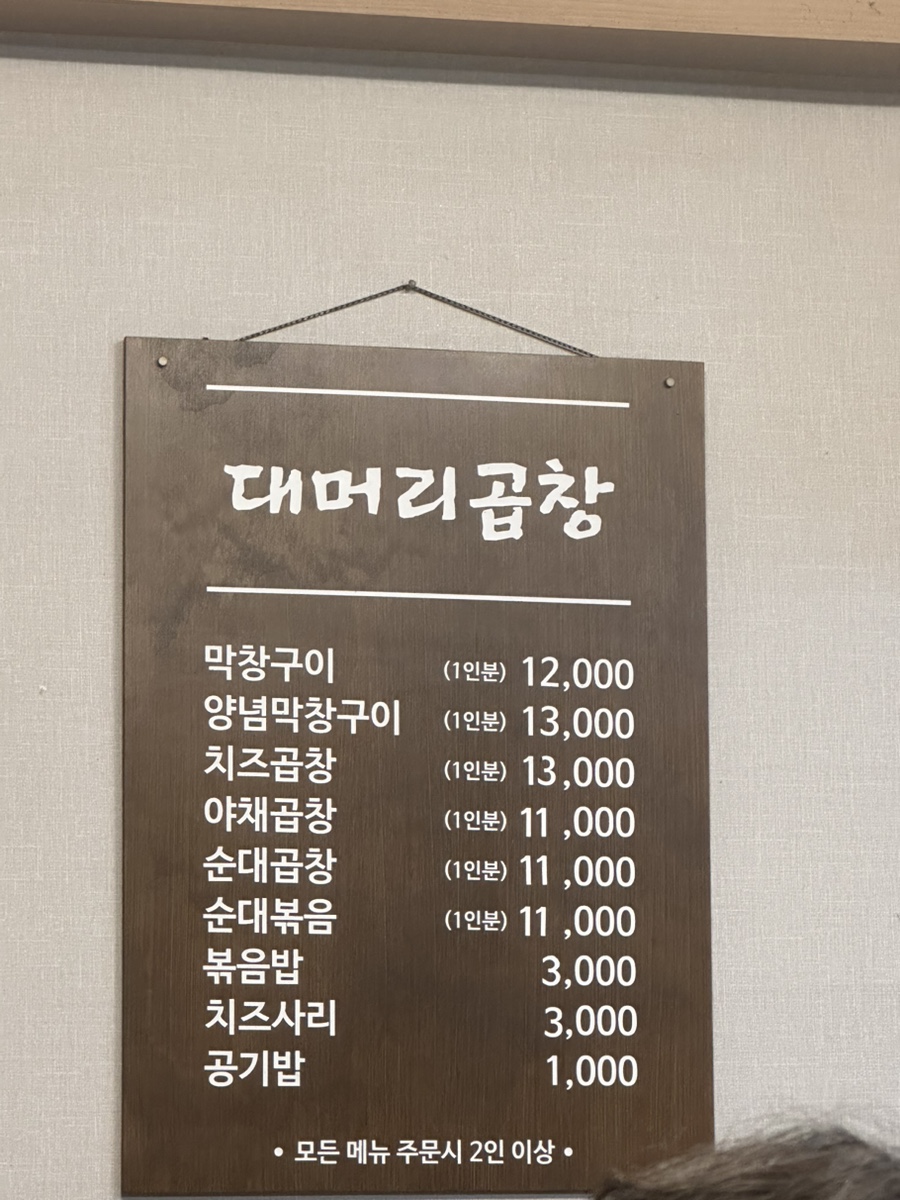 대머리곱창
막창구이 (1인분) 12,000
양념막창구이 (1인분) 13,000
치즈곱창 (1인분) 13,000
야채곱창 (1인분) 11,000
순대곱창 (1인분) 11,000
순대볶음 (1인분) 11,000
볶음밥 3,000
치즈사리 3,000
공기밥 1,000
• 모든 메뉴 주문시 2인 이상 •